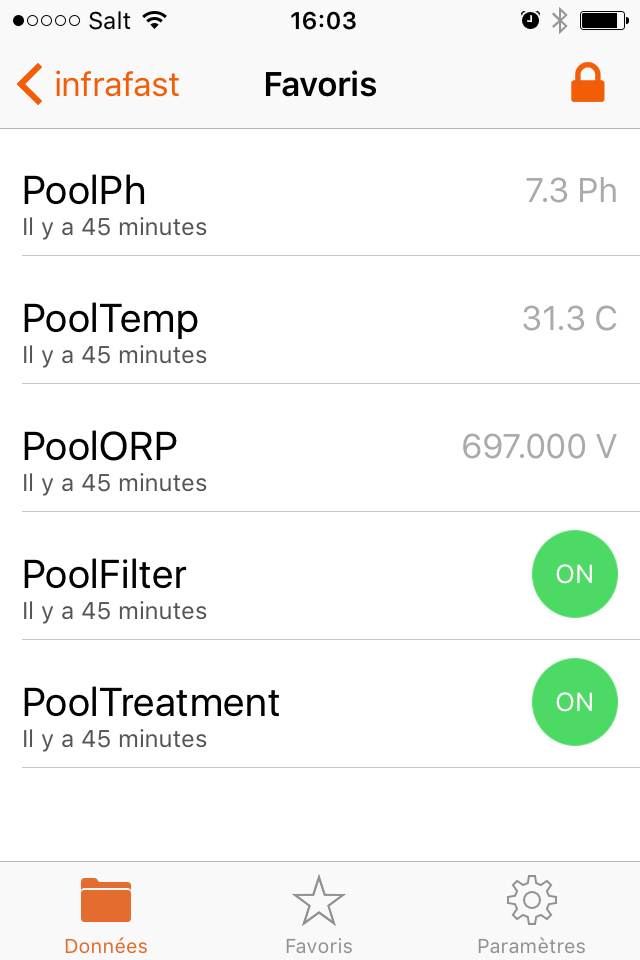 Salt 16:03
infrafast Favoris
PoolPh 7.3 Ph
Il y a 45 minutes
PoolTemp 31.3 C
Il y a 45 minutes
PoolORP 697.000 V
Il y a 45 minutes
PoolFilter ON
Il y a 45 minutes
PoolTreatment ON
Il y a 45 minutes
Données Favoris Paramètres